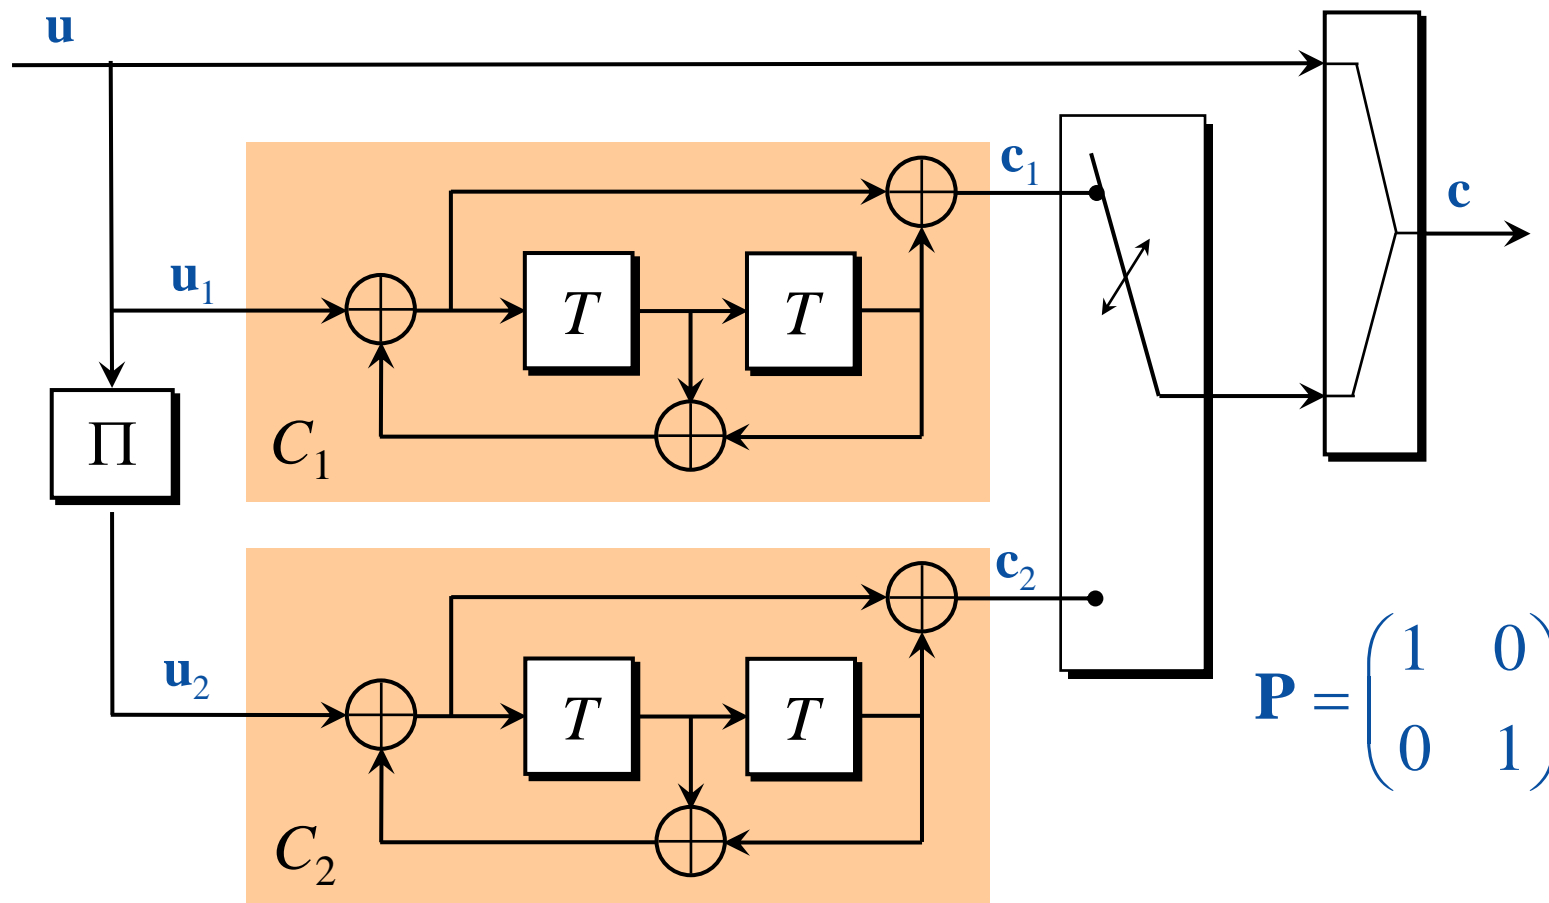 u
c₁
c
u₁
T T
Π
C₁
c₂
u₂
T T
P = (1 0
0 1)
C₂